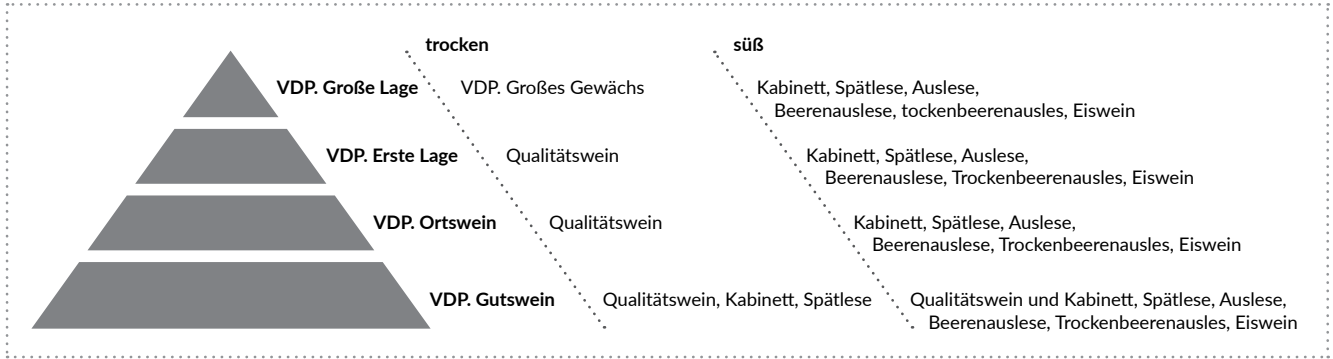 trocken süß
VDP. Große Lage VDP. Großes Gewächs Kabinett, Spätlese, Auslese,
Beerenauslese, tockenbeerenausles, Eiswein
VDP. Erste Lage Qualitätswein Kabinett, Spätlese, Auslese,
Beerenauslese, Trockenbeerenausles, Eiswein
VDP. Ortswein Qualitätswein Kabinett, Spätlese, Auslese,
Beerenauslese, Trockenbeerenausles, Eiswein
VDP. Gutswein Qualitätswein, Kabinett, Spätlese Qualitätswein und Kabinett, Spätlese, Auslese,
Beerenauslese, Trockenbeerenausles, Eiswein